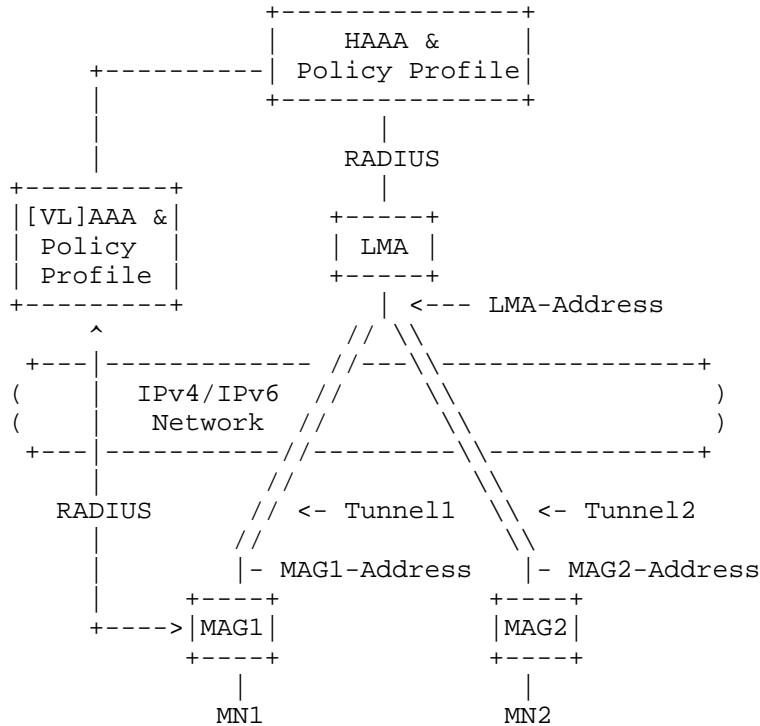 HAAA &
Policy Profile
RADIUS
[VL]AAA &
Policy
Profile
LMA
<--- LMA-Address
IPv4/IPv6
Network
RADIUS
<- Tunnel1
<- Tunnel2
MAG1-Address
MAG2-Address
MAG1
MAG2
MN1
MN2